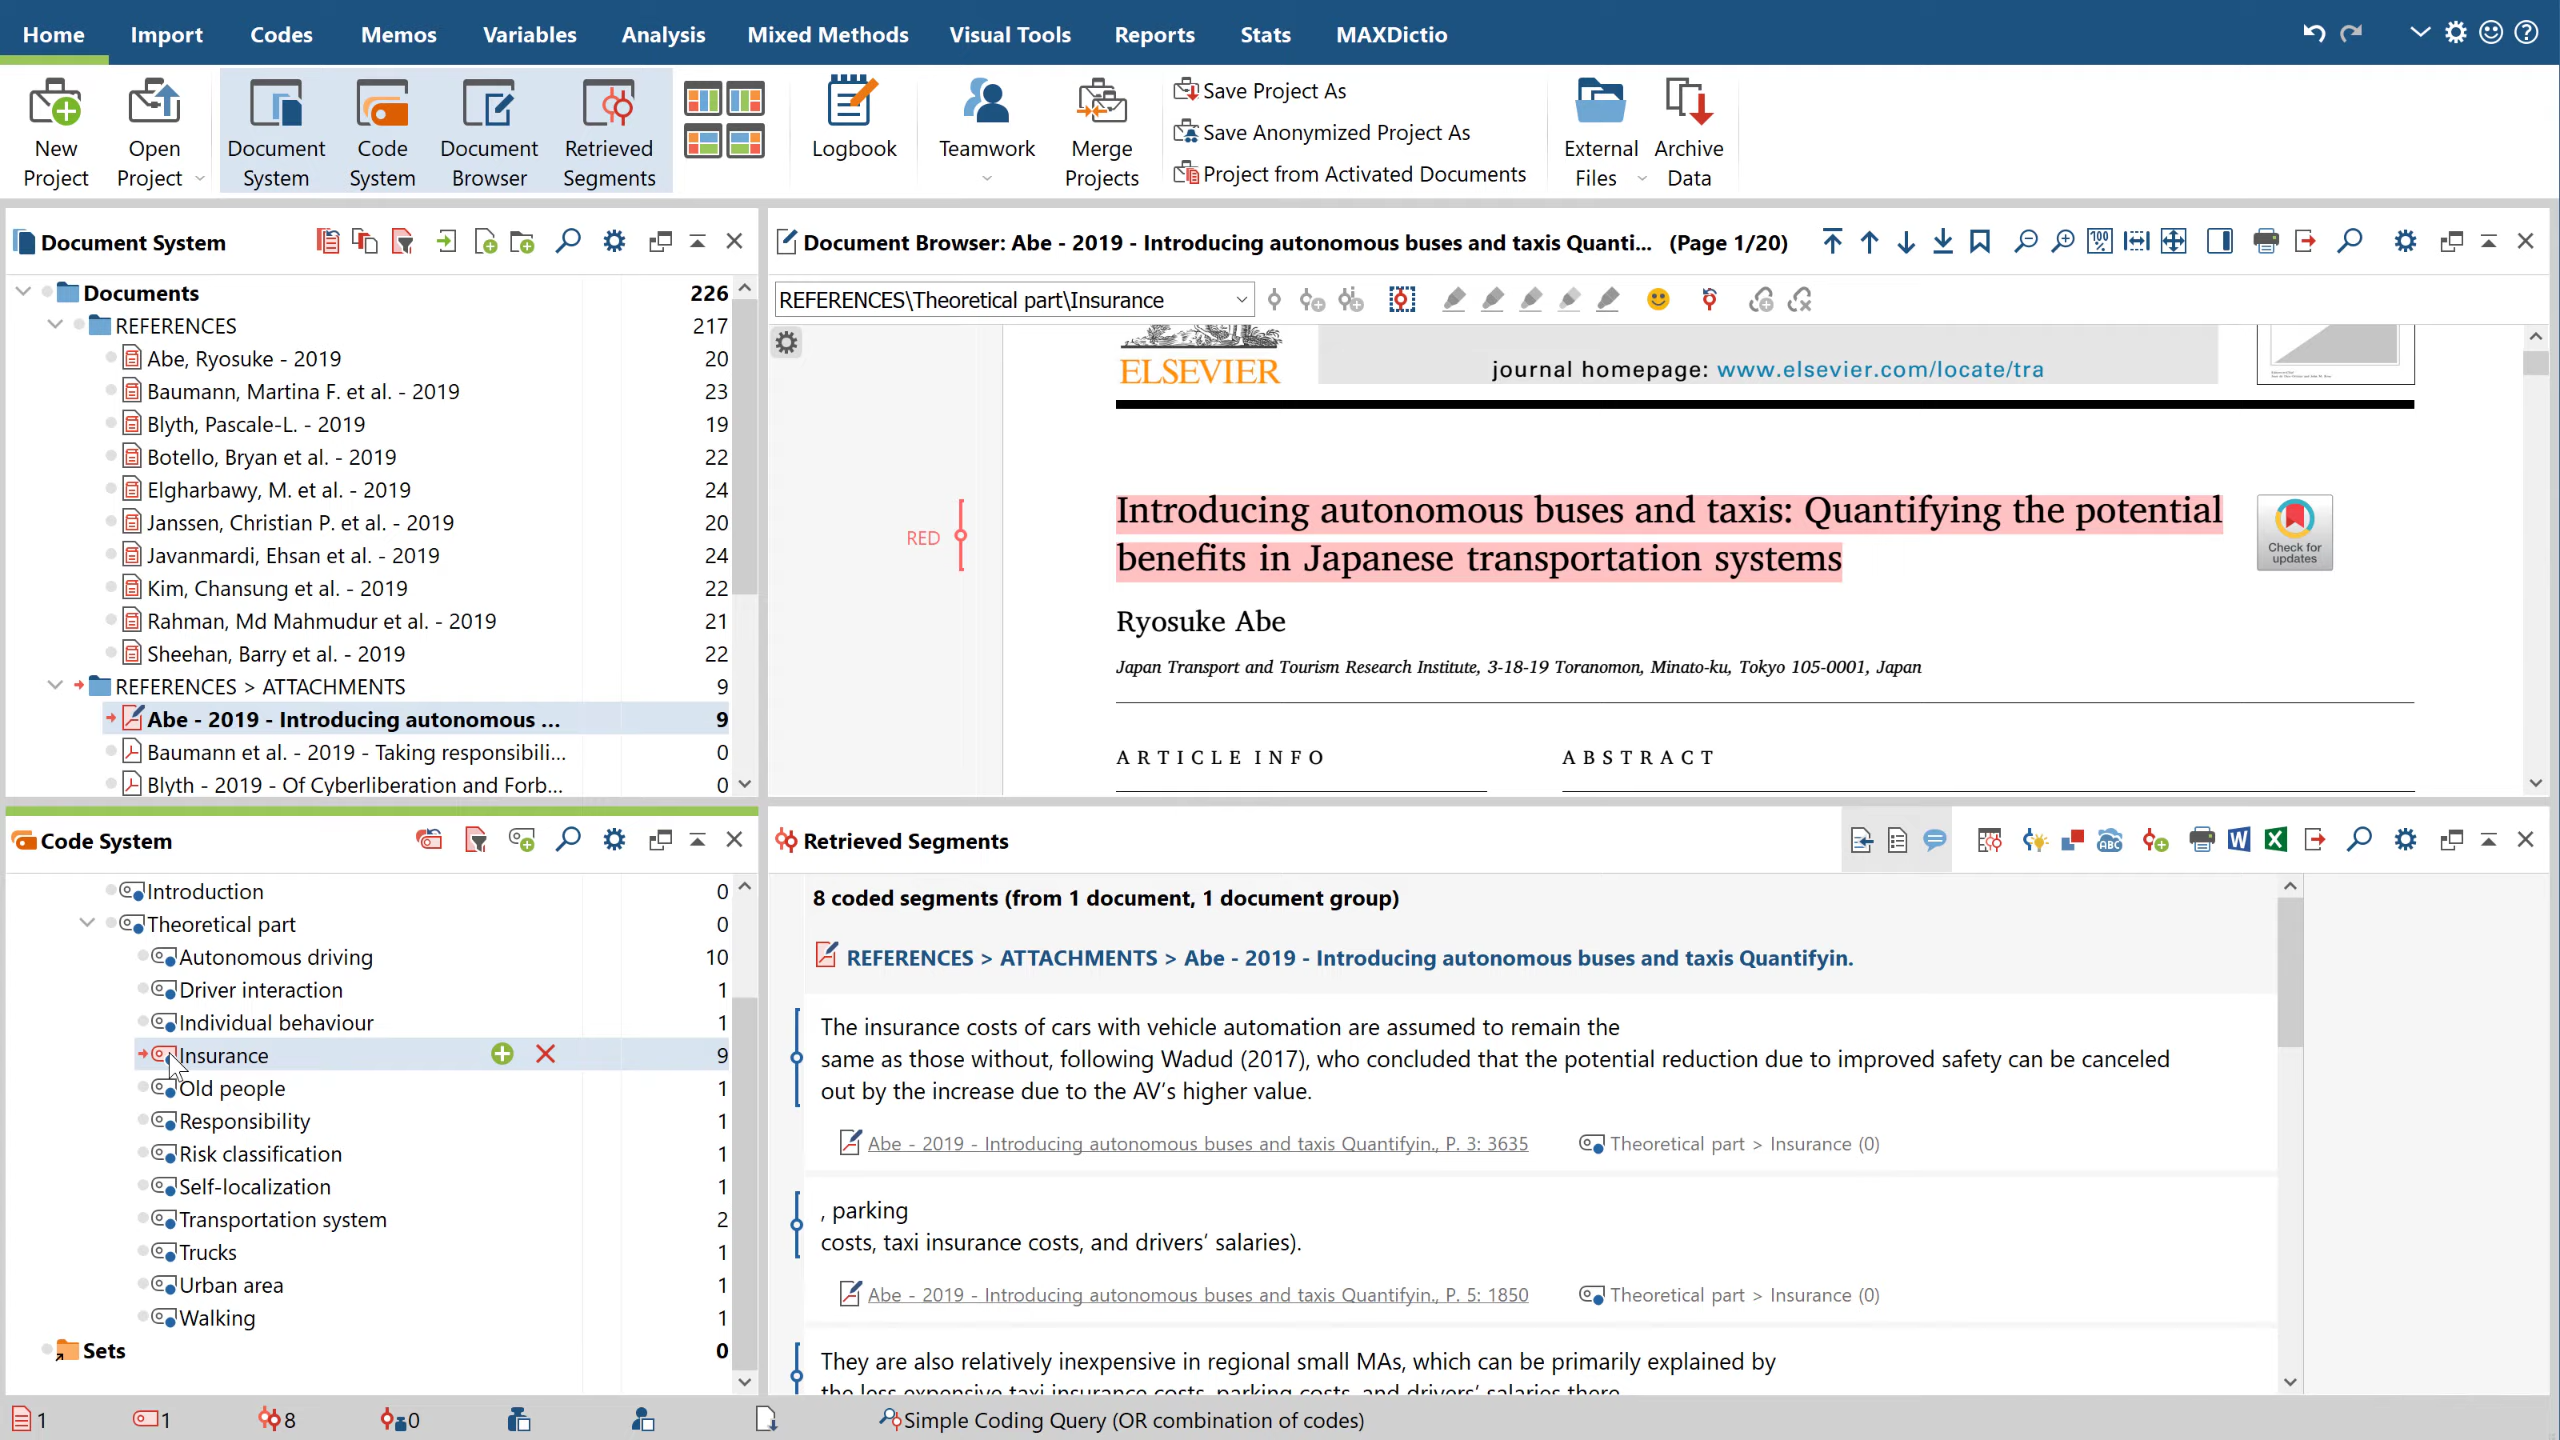 Home Import Codes Memos Variables Analysis Mixed Methods Visual Tools Reports Stats MAXDictio
New Project
Open Project
Document System
Code System
Document Browser
Retrieved Segments
Logbook
Teamwork
Merge Projects
Save Project As
Save Anonymized Project As
Project from Activated Documents
External Files
Archive Data
Document System
Documents 226
REFERENCES 217
Abe, Ryosuke - 2019 20
Baumann, Martina F. et al. - 2019 23
Blyth, Pascale-L. - 2019 19
Botello, Bryan et al. - 2019 22
Elgharbawy, M. et al. - 2019 24
Janssen, Christian P. et al. - 2019 20
Javanmardi, Ehsan et al. - 2019 24
Kim, Chansung et al. - 2019 22
Rahman, Md Mahmudur et al. - 2019 21
Sheehan, Barry et al. - 2019 22
REFERENCES > ATTACHMENTS 9
Abe - 2019 - Introducing autonomous ... 9
Baumann et al. - 2019 - Taking responsibili... 0
Blyth - 2019 - Of Cyberliberation and Forb... 0
Document Browser: Abe - 2019 - Introducing autonomous buses and taxis Quanti... (Page 1/20)
100%
REFERENCES\Theoretical part\Insurance
ELSEVIER
journal homepage: www.elsevier.com/locate/tra
RED
Introducing autonomous buses and taxis: Quantifying the potential
benefits in Japanese transportation systems
Check for
updates
Ryosuke Abe
Japan Transport and Tourism Research Institute, 3-18-19 Toranomon, Minato-ku, Tokyo 105-0001, Japan
ARTICLE INFO ABSTRACT
Code System
Introduction 0
Theoretical part 0
Autonomous driving 10
Driver interaction 1
Individual behaviour 1
Insurance 9
Old people 1
Responsibility 1
Risk classification 1
Self-localization 1
Transportation system 2
Trucks 1
Urban area 1
Walking 1
Sets 0
Retrieved Segments
ABC W X
8 coded segments (from 1 document, 1 document group)
REFERENCES > ATTACHMENTS > Abe - 2019 - Introducing autonomous buses and taxis Quantifyin.
The insurance costs of cars with vehicle automation are assumed to remain the
same as those without, following Wadud (2017), who concluded that the potential reduction due to improved safety can be canceled
out by the increase due to the AV's higher value.
Abe - 2019 - Introducing autonomous buses and taxis Quantifyin., P. 3: 3635 Theoretical part > Insurance (0)
, parking
costs, taxi insurance costs, and drivers' salaries).
Abe - 2019 - Introducing autonomous buses and taxis Quantifyin., P. 5: 1850 Theoretical part > Insurance (0)
They are also relatively inexpensive in regional small MAs, which can be primarily explained by
the less expensive taxi insurance costs, parking costs, and drivers' salaries there
1 1 8 0 Simple Coding Query (OR combination of codes)